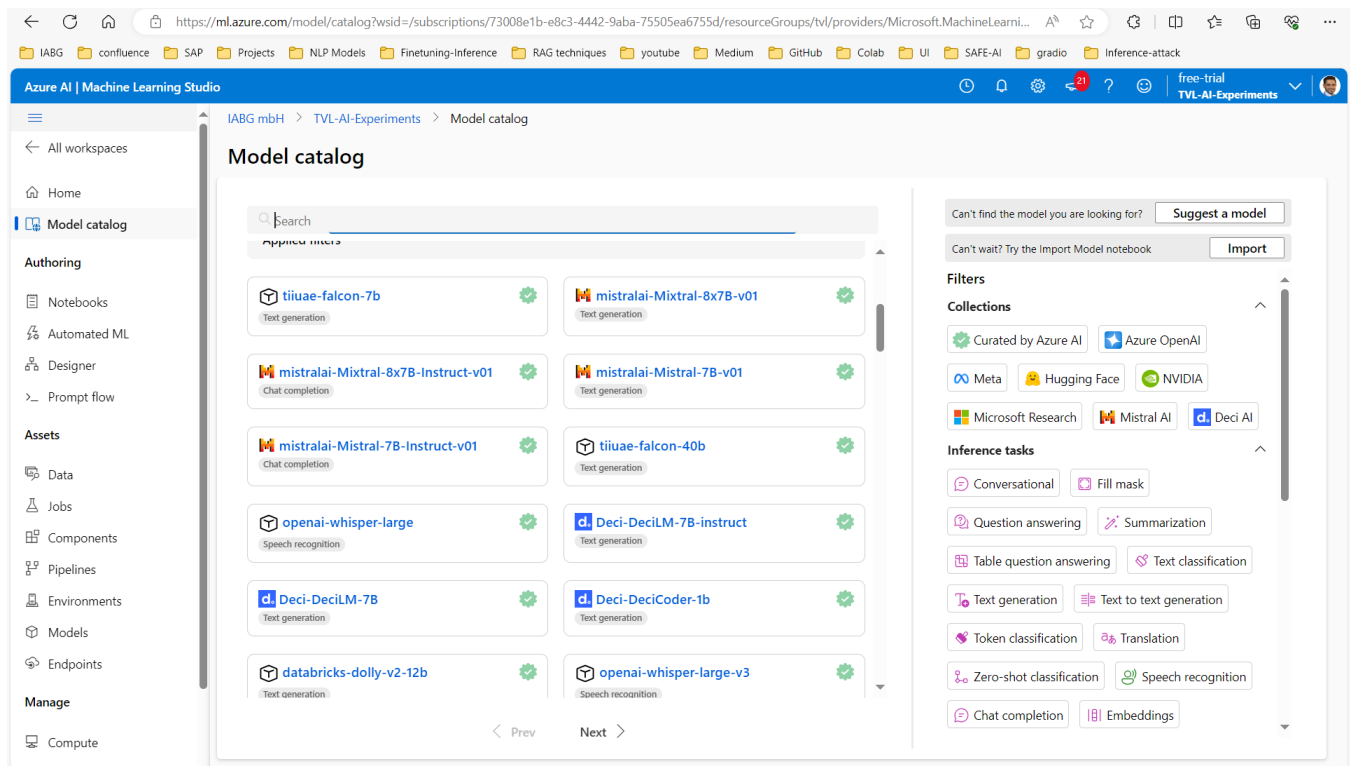 https://ml.azure.com/model/catalog?wsid=/subscriptions/73008e1b-e8c3-4442-9aba-75505ea6755d/resourceGroups/tvl/providers/Microsoft.MachineLearni...
IABG confluence SAP Projects NLP Models Finetuning-Inference RAG techniques youtube Medium GitHub Colab UI SAFE-AI gradio Inference-attack
Azure AI | Machine Learning Studio
21
free-trial
TVL-AI-Experiments
All workspaces
Home
Model catalog
Authoring
Notebooks
Automated ML
Designer
Prompt flow
Assets
Data
Jobs
Components
Pipelines
Environments
Models
Endpoints
Manage
Compute
IABG mbH > TVL-AI-Experiments > Model catalog
Model catalog
Search
Applied filters
tiiuae-falcon-7b
Text generation
mistralai-Mixtral-8x7B-v01
Text generation
mistralai-Mixtral-8x7B-Instruct-v01
Chat completion
mistralai-Mistral-7B-v01
Text generation
mistralai-Mistral-7B-Instruct-v01
Chat completion
tiiuae-falcon-40b
Text generation
openai-whisper-large
Speech recognition
Deci-DeciLM-7B-instruct
Text generation
Deci-DeciLM-7B
Text generation
Deci-DeciCoder-1b
Text generation
databricks-dolly-v2-12b
Text generation
openai-whisper-large-v3
Speech recognition
Prev Next
Can't find the model you are looking for? Suggest a model
Can't wait? Try the Import Model notebook Import
Filters
Collections
Curated by Azure AI Azure OpenAI
Meta Hugging Face NVIDIA
Microsoft Research Mistral AI Deci AI
Inference tasks
Conversational Fill mask
Question answering Summarization
Table question answering Text classification
Text generation Text to text generation
Token classification Translation
Zero-shot classification Speech recognition
Chat completion Embeddings